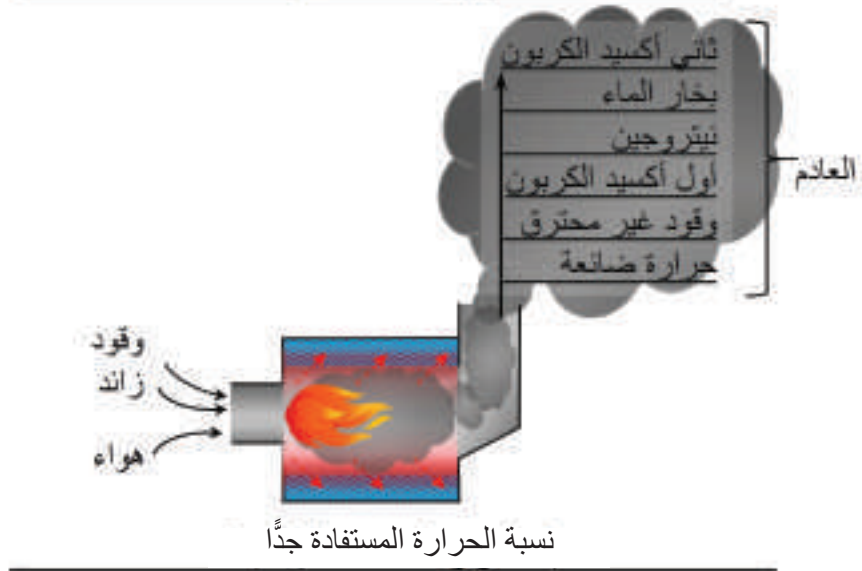 ثاني أكسيد الكربون
بخار الماء
نيتروجين
أول أكسيد الكربون
وقود غير محترق
حرارة ضائعة
العادم
وقود
زائد
هواء
نسبة الحرارة المستفادة جدًّا